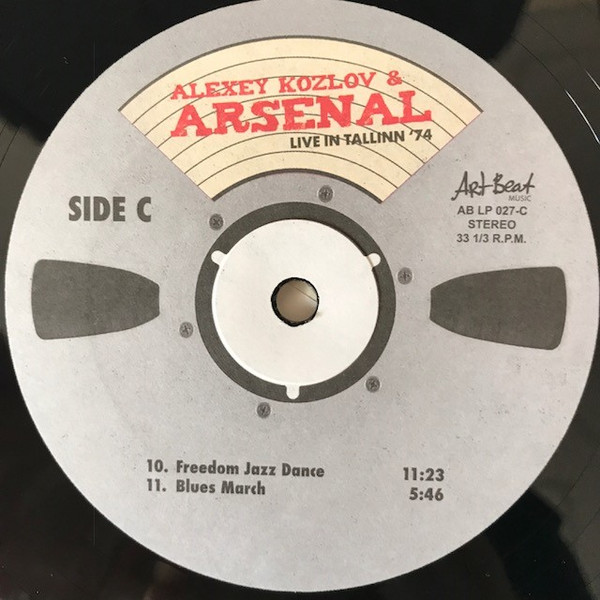 ALEXEY KOZLOV &
ARSENAL
LIVE IN TALLINN '74
SIDE C
Art Beat
MUSIC
AB LP 027-C
STEREO
33 1/3 R.P.M.
10. Freedom Jazz Dance 11:23
11. Blues March 5:46